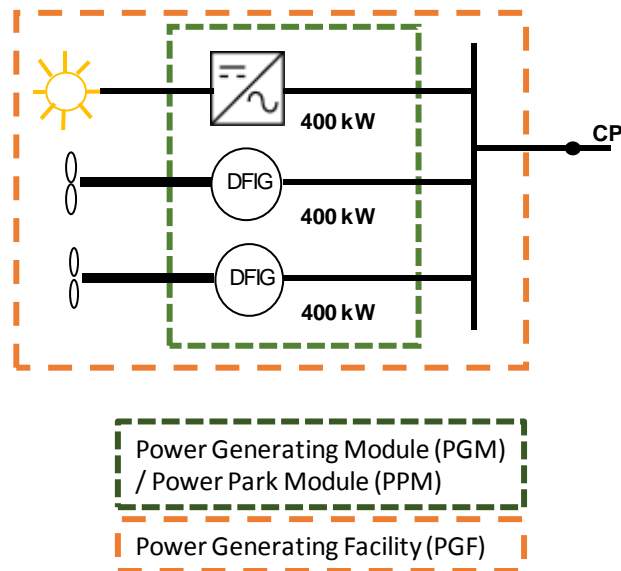 400 kW
CP
DFIG
400 kW
DFIG
400 kW
Power Generating Module (PGM)
/ Power Park Module (PPM)
Power Generating Facility (PGF)